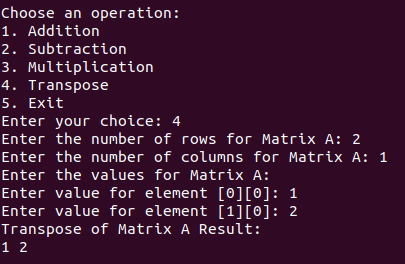 Choose an operation:
1. Addition
2. Subtraction
3. Multiplication
4. Transpose
5. Exit
Enter your choice: 4
Enter the number of rows for Matrix A: 2
Enter the number of columns for Matrix A: 1
Enter the values for Matrix A:
Enter value for element [0][0]: 1
Enter value for element [1][0]: 2
Transpose of Matrix A Result:
1 2